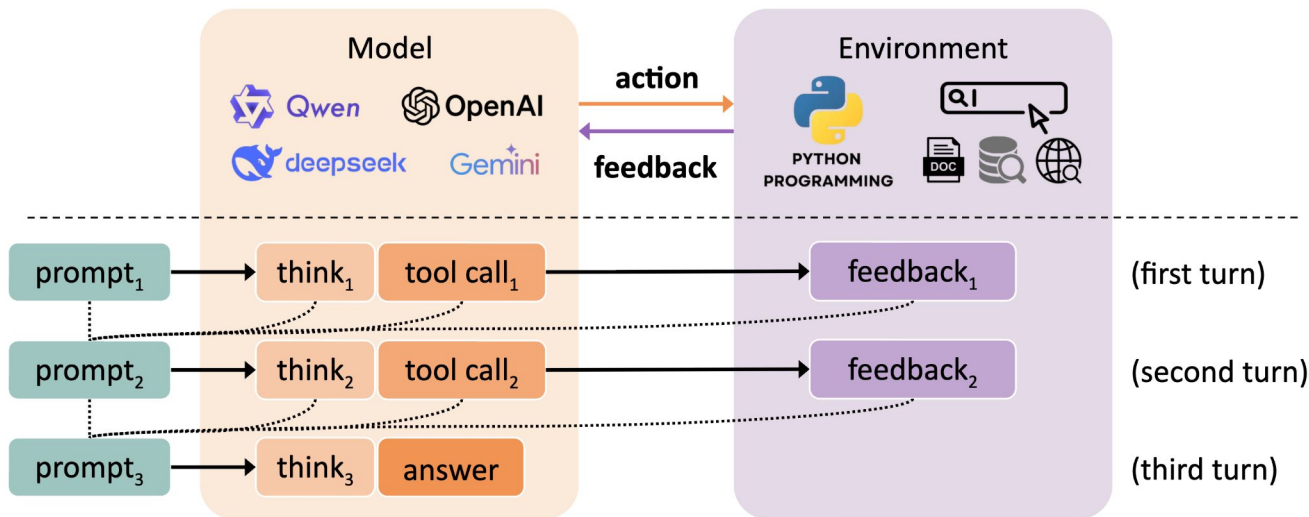 Model
Environment
Qwen
OpenAI
deepseek
Gemini
action
feedback
PYTHON
PROGRAMMING
DOC
prompt₁
think₁
tool call₁
feedback₁
(first turn)
prompt₂
think₂
tool call₂
feedback₂
(second turn)
prompt₃
think₃
answer
(third turn)